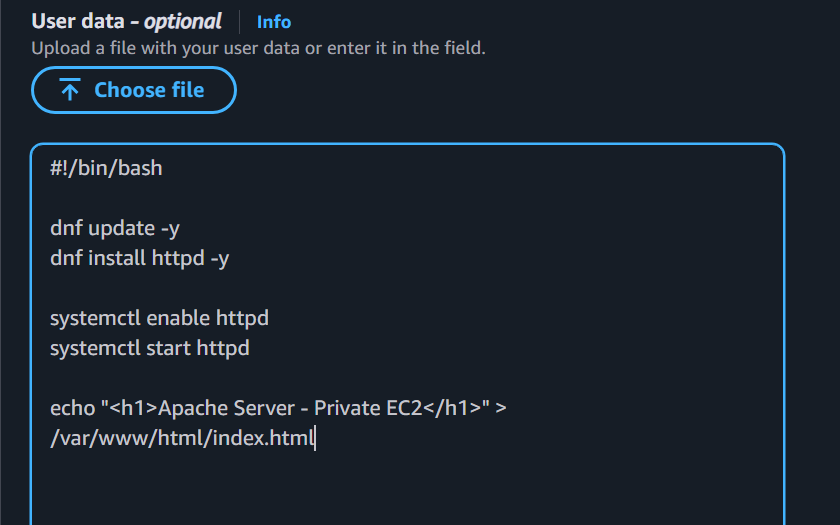 User data - optional Info
Upload a file with your user data or enter it in the field.
Choose file
#!/bin/bash
dnf update -y
dnf install httpd -y
systemctl enable httpd
systemctl start httpd
echo "<h1>Apache Server - Private EC2</h1>" >
/var/www/html/index.html